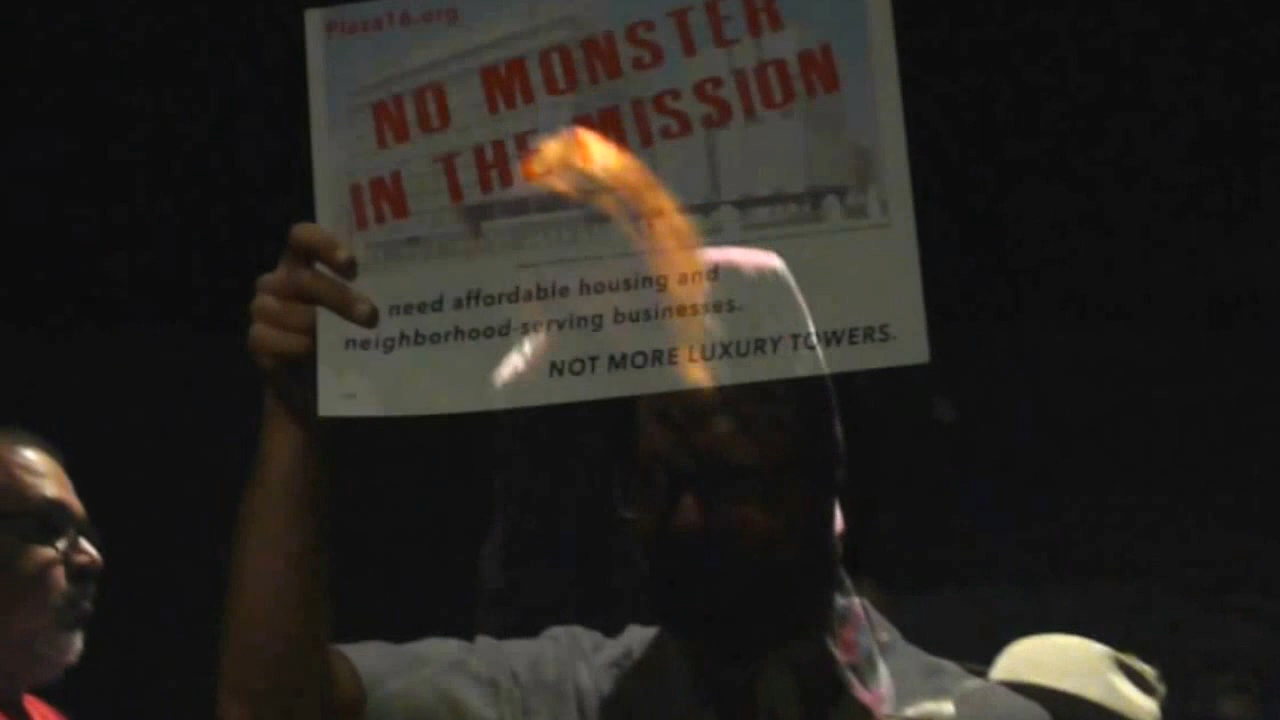 Plaza16.org
NO MONSTER
IN THE MISSION
need affordable housing and
neighborhood-serving businesses.
NOT MORE LUXURY TOWERS.